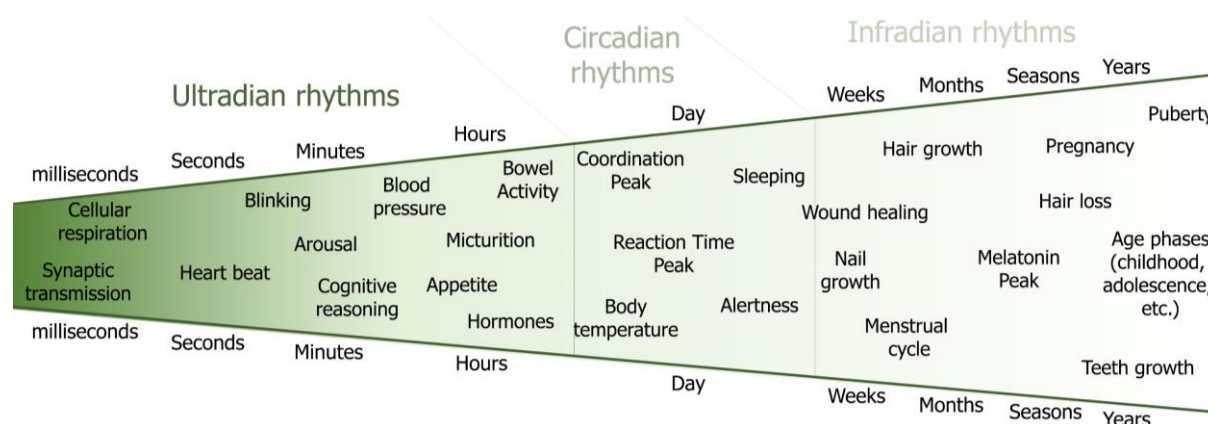 Ultradian rhythms
Circadian
rhythms
Infradian rhythms
milliseconds
Seconds
Minutes
Hours
Day
Weeks
Months
Seasons
Years
Cellular
respiration
Synaptic
transmission
Blinking
Heart beat
Arousal
Blood
pressure
Cognitive
reasoning
Bowel
Activity
Micturition
Appetite
Hormones
Coordination
Peak
Sleeping
Reaction Time
Peak
Body
temperature
Alertness
Wound healing
Hair growth
Nail
growth
Menstrual
cycle
Pregnancy
Hair loss
Melatonin
Peak
Puberty
Age phases
(childhood,
adolescence,
etc.)
Teeth growth
milliseconds
Seconds
Minutes
Hours
Day
Weeks
Months
Seasons
Years